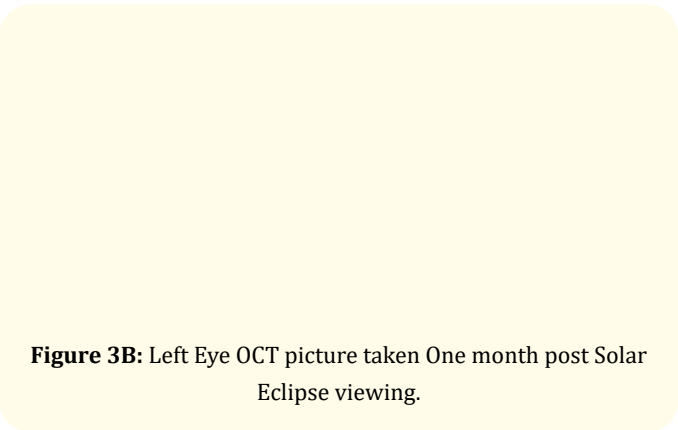 Figure 3B: Left Eye OCT picture taken One month post Solar
Eclipse viewing.